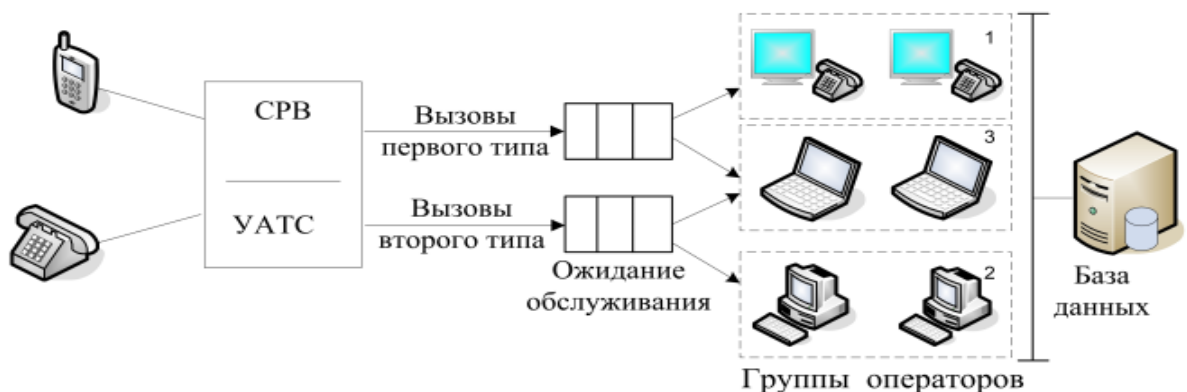 СРВ
УАТС
Вызовы
первого типа
Вызовы
второго типа
Ожидание
обслуживания
1
3
2
База
данных
Группы операторов